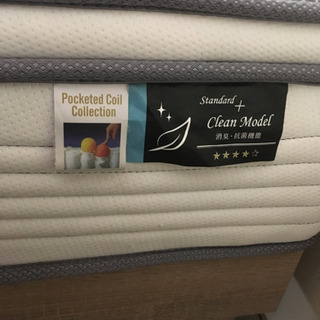 Pocketed Coil
Collection
Standard
+
Clean Model
消臭・抗菌機能
★★★★☆